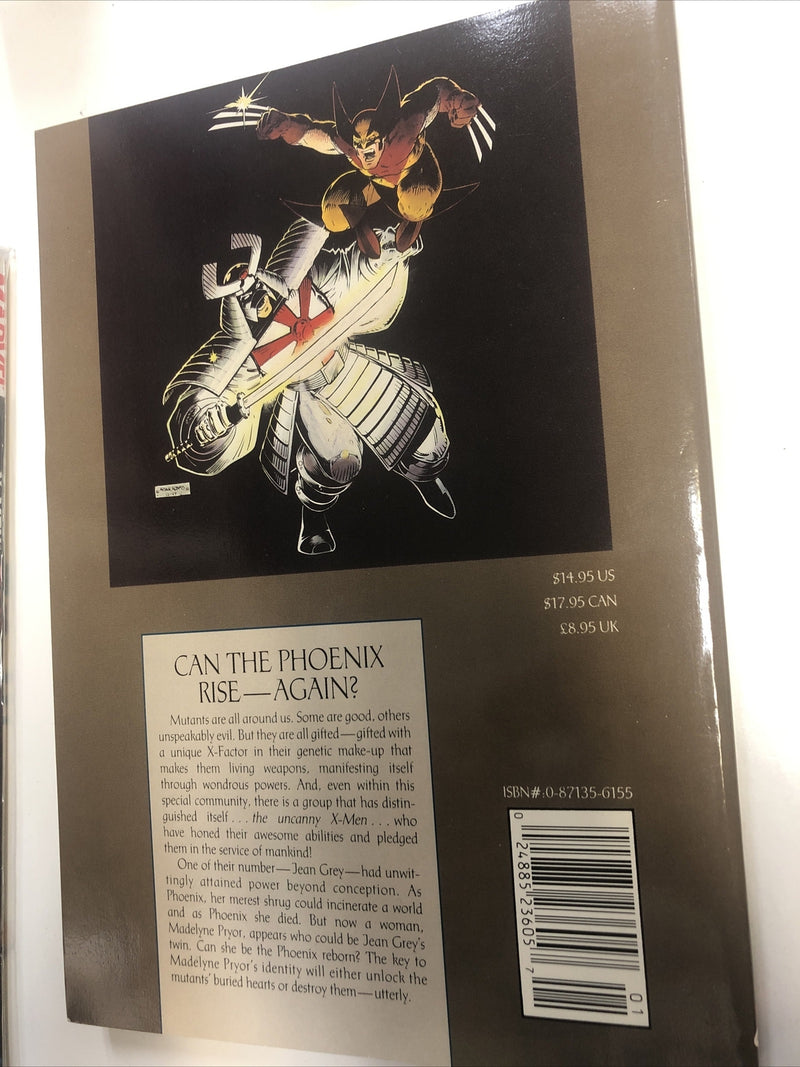 $14.95 US
$17.95 CAN
£8.95 UK
CAN THE PHOENIX
RISE—AGAIN?
Mutants are all around us. Some are good, others
unspeakably evil. But they are all gifted—gifted with
a unique X-Factor in their genetic make-up that
makes them living weapons, manifesting itself
through wondrous powers. And, even within this
special community, there is a group that has distin-
guished itself . . . the uncanny X-Men . . . who
have honed their awesome abilities and pledged
them in the service of mankind!
One of their number—Jean Grey—had unwit-
tingly attained power beyond conception. As
Phoenix, her merest shrug could incinerate a world
and as Phoenix she died. But now a woman,
Madelyne Pryor, appears who could be Jean Grey's
twin. Can she be the Phoenix reborn? The key to
Madelyne Pryor's identity will either unlock the
mutants' buried hearts or destroy them—utterly.
ISBN#:0-87135-6155
0 24885 23605 7
01
MARVEL